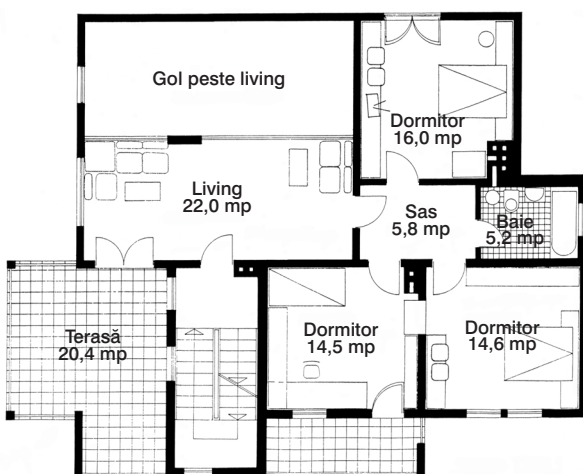 Gol peste living
Dormitor
16,0 mp
Living
22,0 mp
Sas
5,8 mp
Baie
5,2 mp
Terasă
20,4 mp
Dormitor
14,5 mp
Dormitor
14,6 mp